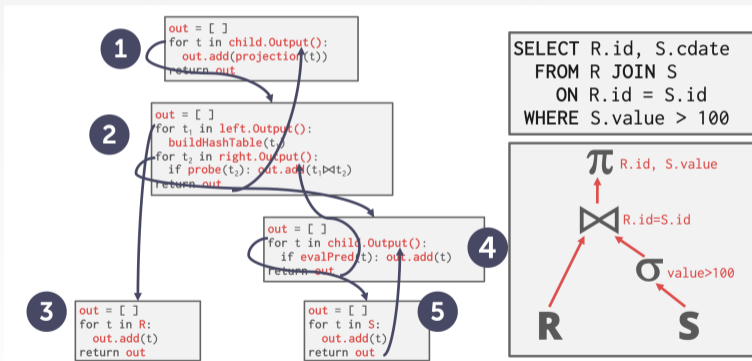 1
out = [ ]
for t in child.Output():
out.add(projection(t))
return out
2
out = [ ]
for t₁ in left.Output():
buildHashTable(t₁)
for t₂ in right.Output():
if probe(t₂): out.add(t₁⨝t₂)
return out
out = [ ]
for t in child.Output():
if evalPred(t): out.add(t)
return out
4
3
out = [ ]
for t in R:
out.add(t)
return out
out = [ ]
for t in S:
out.add(t)
return out
5
SELECT R.id, S.cdate
FROM R JOIN S
ON R.id = S.id
WHERE S.value > 100
π R.id, S.value
⨝ R.id=S.id
σ value>100
R S